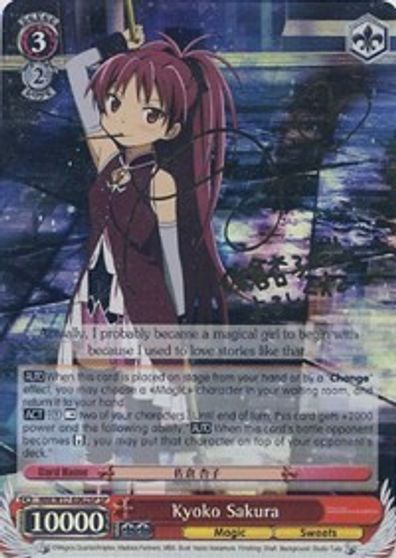 3
2
Actually, I probably became a magical girl to begin with
because I used to love stories like that.
AUTO When this card is placed on stage from your hand or by a "Change"
effect, you may choose a «Magic» character in your waiting room, and
return it to your hand.
ACT two of your characters] Until end of turn, this card gets +2000
power and the following ability. "AUTO When this card's battle opponent
becomes , you may put that character on top of your opponent's
deck."
Card Name
佐倉 杏子
10000
Kyoko Sakura
Magic
Sweets